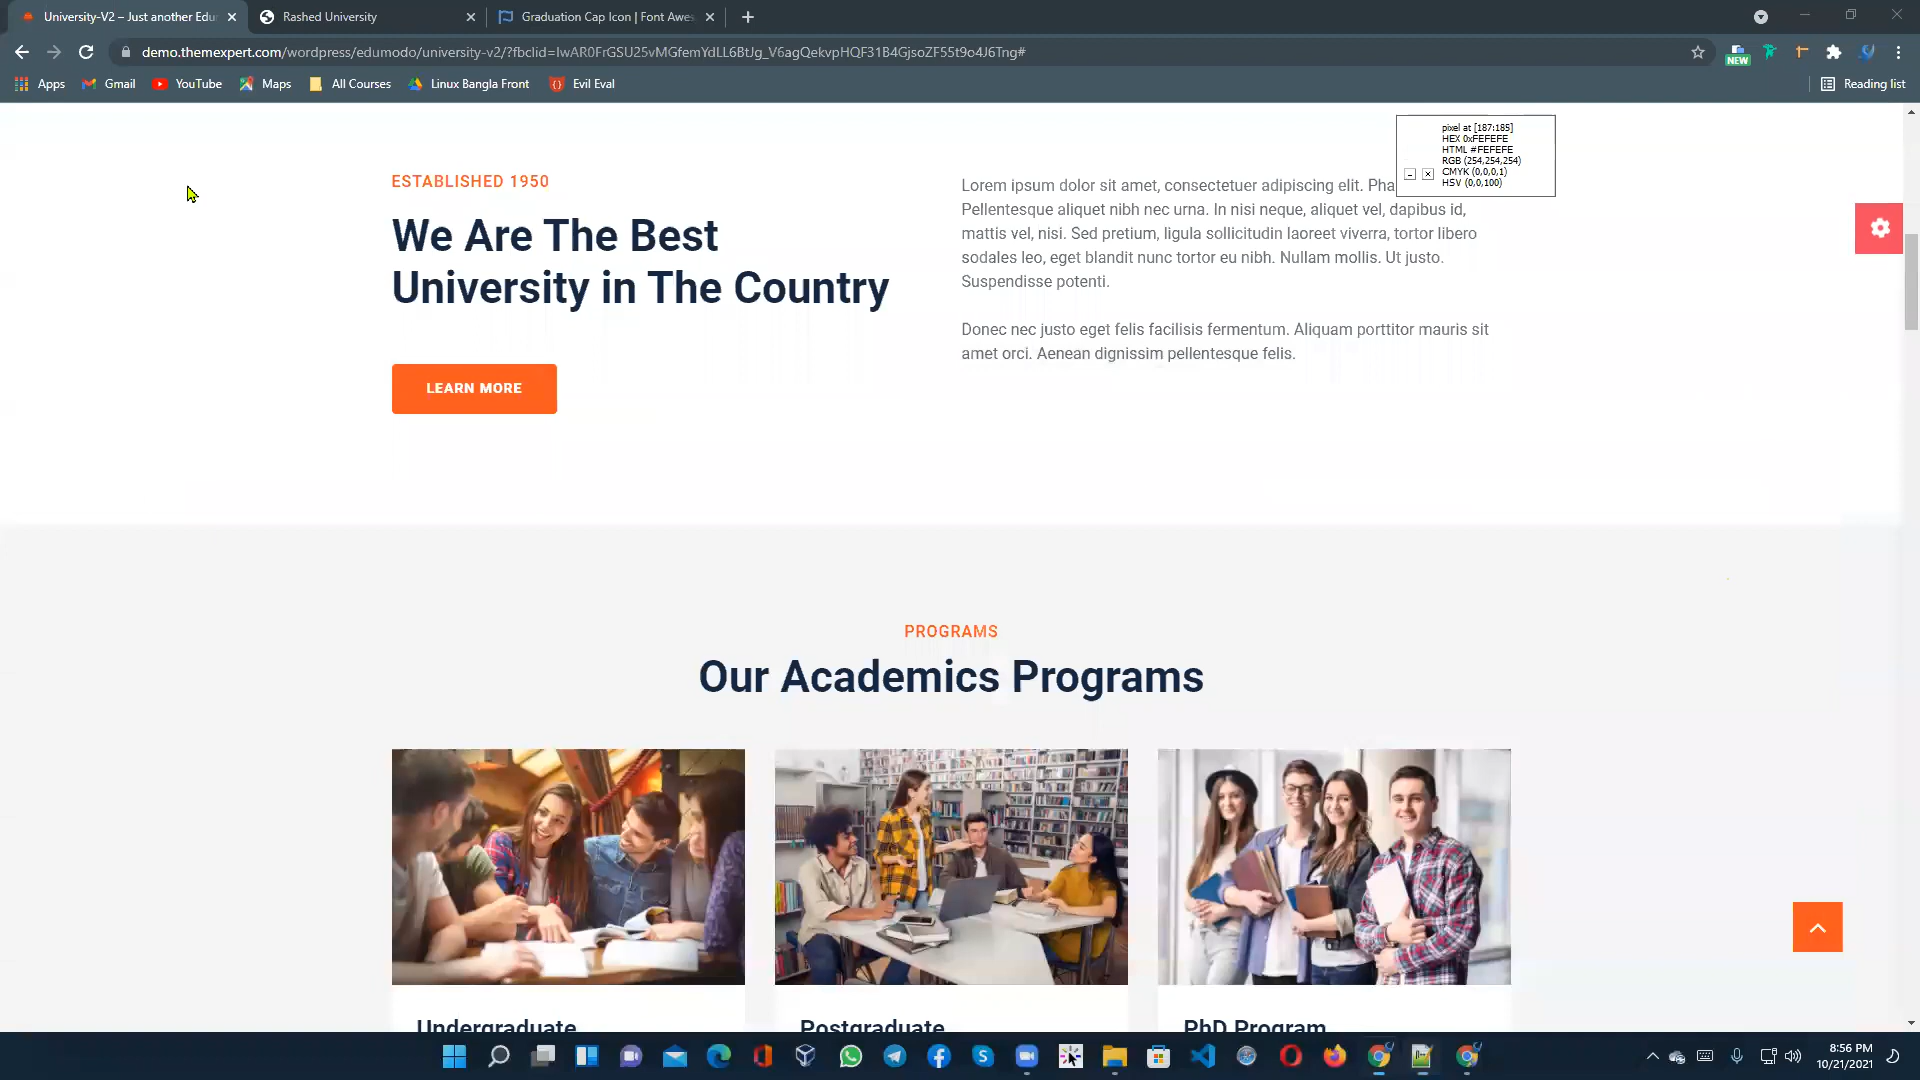 University-V2 – Just another Edu
Rashed University
Graduation Cap Icon | Font Awes
demo.themexpert.com/wordpress/edumodo/university-v2/?fbclid=IwAR0FrGSU25vMGfemYdLL6BtJg_V6agQekvpHQF31B4GjsoZF55t9o4J6Tng#
NEW
Apps
Gmail
YouTube
Maps
All Courses
Linux Bangla Front
Evil Eval
Reading list
pixel at [187:185]
HEX 0xFEFEFE
HTML #FEFEFE
RGB (254,254,254)
CMYK (0,0,0,1)
HSV (0,0,100)
ESTABLISHED 1950
We Are The Best
University in The Country
LEARN MORE
Lorem ipsum dolor sit amet, consectetuer adipiscing elit. Pha
Pellentesque aliquet nibh nec urna. In nisi neque, aliquet vel, dapibus id,
mattis vel, nisi. Sed pretium, ligula sollicitudin laoreet viverra, tortor libero
sodales leo, eget blandit nunc tortor eu nibh. Nullam mollis. Ut justo.
Suspendisse potenti.
Donec nec justo eget felis facilisis fermentum. Aliquam porttitor mauris sit
amet orci. Aenean dignissim pellentesque felis.
PROGRAMS
Our Academics Programs
Undergraduate
Postgraduate
PhD Program
8:56 PM
10/21/2021